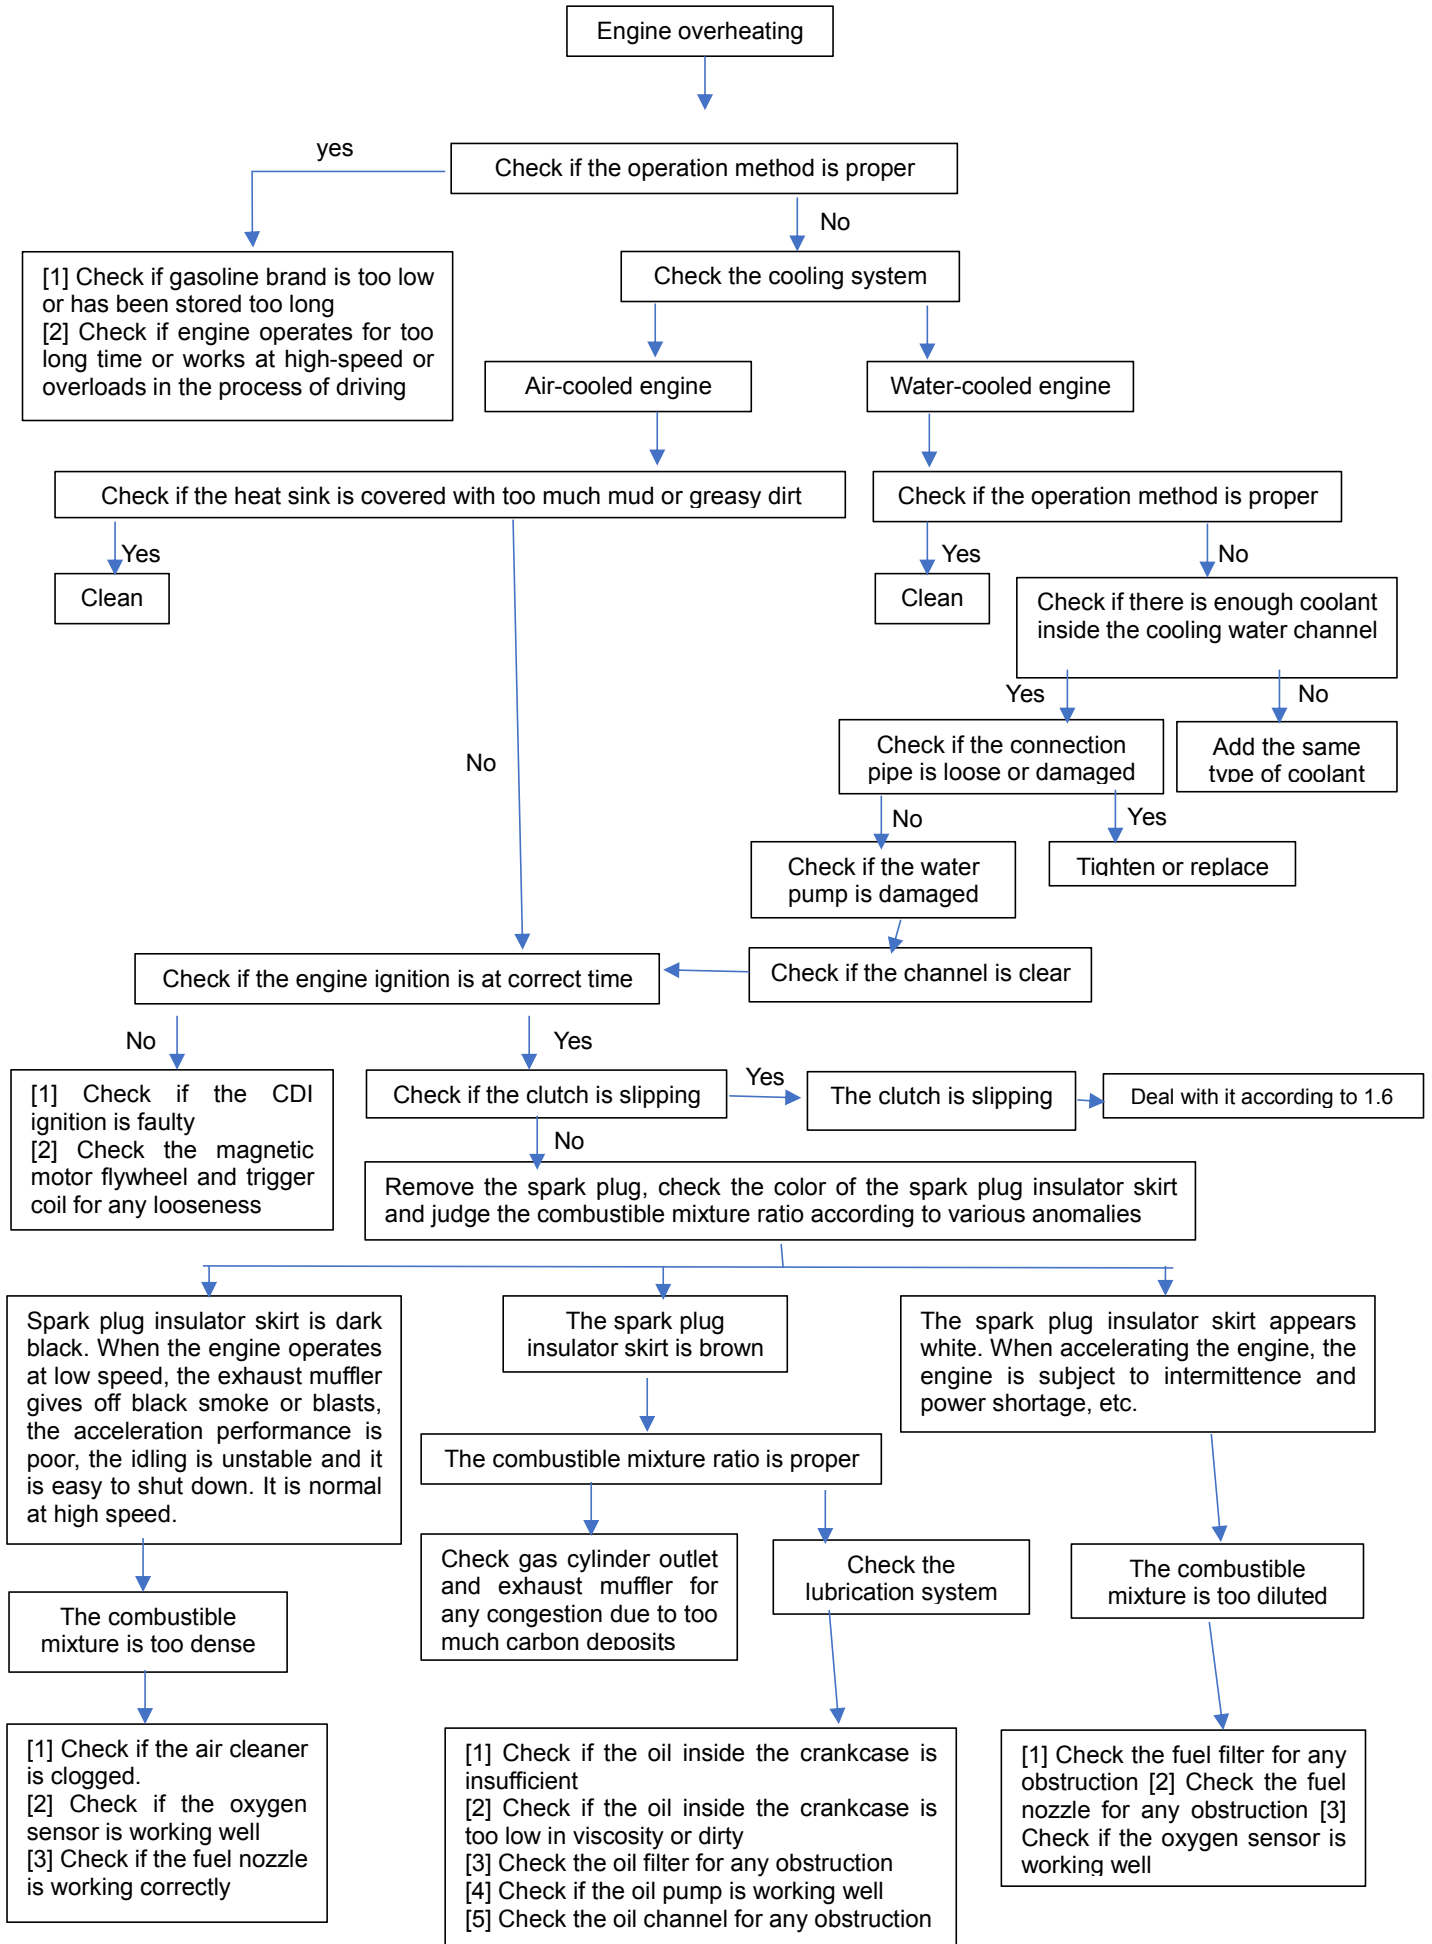 Engine overheating
yes
Check if the operation method is proper
No
[1] Check if gasoline brand is too low
or has been stored too long
[2] Check if engine operates for too
long time or works at high-speed or
overloads in the process of driving
Check the cooling system
Air-cooled engine
Water-cooled engine
Check if the heat sink is covered with too much mud or greasy dirt
Check if the operation method is proper
Yes
Yes
No
Clean
Clean
Check if there is enough coolant
inside the cooling water channel
Yes
No
Check if the connection
pipe is loose or damaged
Add the same
type of coolant
No
No
Yes
Check if the water
pump is damaged
Tighten or replace
Check if the engine ignition is at correct time
Check if the channel is clear
No
Yes
[1] Check if the CDI
ignition is faulty
[2] Check the magnetic
motor flywheel and trigger
coil for any looseness
Check if the clutch is slipping
Yes
The clutch is slipping
Deal with it according to 1.6
No
Remove the spark plug, check the color of the spark plug insulator skirt
and judge the combustible mixture ratio according to various anomalies
Spark plug insulator skirt is dark
black. When the engine operates
at low speed, the exhaust muffler
gives off black smoke or blasts,
the acceleration performance is
poor, the idling is unstable and it
is easy to shut down. It is normal
at high speed.
The spark plug
insulator skirt is brown
The spark plug insulator skirt appears
white. When accelerating the engine, the
engine is subject to intermittence and
power shortage, etc.
The combustible mixture ratio is proper
Check gas cylinder outlet
and exhaust muffler for
any congestion due to too
much carbon deposits
Check the
lubrication system
The combustible
mixture is too diluted
The combustible
mixture is too dense
[1] Check if the air cleaner
is clogged.
[2] Check if the oxygen
sensor is working well
[3] Check if the fuel nozzle
is working correctly
[1] Check if the oil inside the crankcase is
insufficient
[2] Check if the oil inside the crankcase is
too low in viscosity or dirty
[3] Check the oil filter for any obstruction
[4] Check if the oil pump is working well
[5] Check the oil channel for any obstruction
[1] Check the fuel filter for any
obstruction [2] Check the fuel
nozzle for any obstruction [3]
Check if the oxygen sensor is
working well